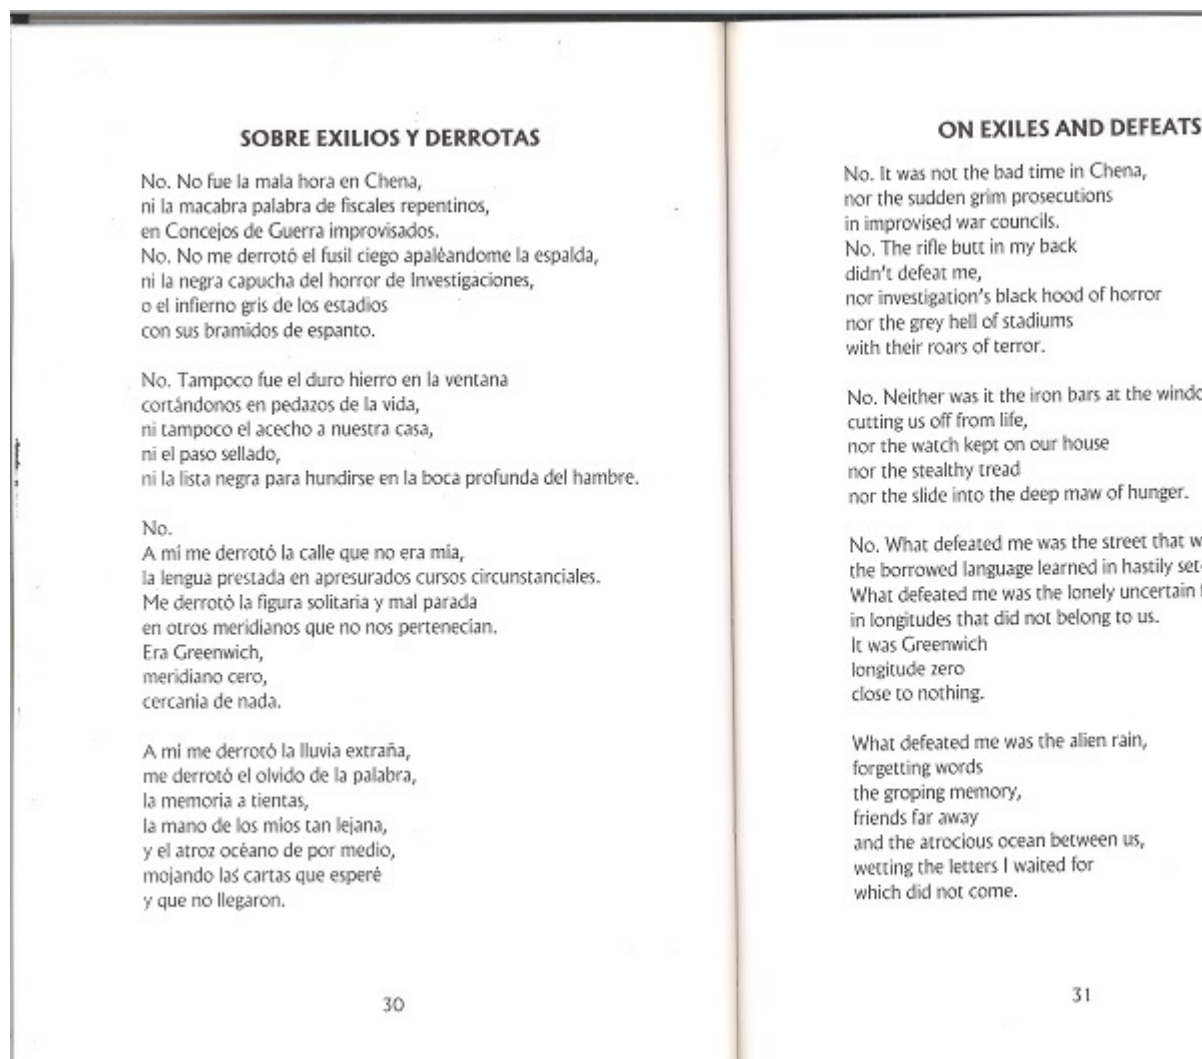 SOBRE EXILIOS Y DERROTAS
No. No fue la mala hora en Chena,
ni la macabra palabra de fiscales repentinos,
en Concejos de Guerra improvisados.
No. No me derrotó el fusil ciego apaléandome la espalda,
ni la negra capucha del horror de Investigaciones,
o el infierno gris de los estadios
con sus bramidos de espanto.
No. Tampoco fue el duro hierro en la ventana
cortándonos en pedazos de la vida,
ni tampoco el acecho a nuestra casa,
ni el paso sellado,
ni la lista negra para hundirse en la boca profunda del hambre.
No.
A mí me derrotó la calle que no era mía,
la lengua prestada en apresurados cursos circunstanciales.
Me derrotó la figura solitaria y mal parada
en otros meridianos que no nos pertenecían.
Era Greenwich,
meridiano cero,
cercanía de nada.
A mí me derrotó la lluvia extraña,
me derrotó el olvido de la palabra,
la memoria a tientas,
la mano de los míos tan lejana,
y el atroz océano de por medio,
mojando las cartas que esperé
y que no llegaron.
30
ON EXILES AND DEFEATS
No. It was not the bad time in Chena,
nor the sudden grim prosecutions
in improvised war councils.
No. The rifle butt in my back
didn't defeat me,
nor investigation's black hood of horror
nor the grey hell of stadiums
with their roars of terror.
No. Neither was it the iron bars at the
cutting us off from life,
nor the watch kept on our house
nor the stealthy tread
nor the slide into the deep maw of hunger.
No. What defeated me was the street that
the borrowed language learned in hastily
What defeated me was the lonely uncertain
in longitudes that did not belong to us.
It was Greenwich
longitude zero
close to nothing.
What defeated me was the alien rain,
forgetting words
the groping memory,
friends far away
and the atrocious ocean between us,
wetting the letters I waited for
which did not come.
31